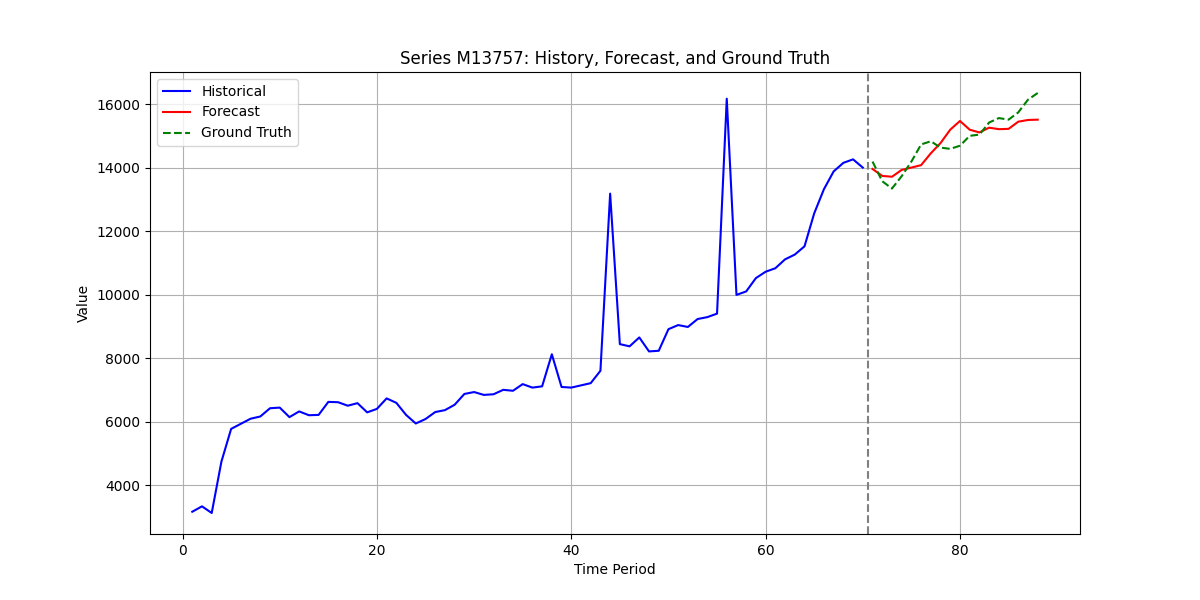 Series M13757: History, Forecast, and Ground Truth
Historical
Forecast
Ground Truth
16000
14000
12000
10000
8000
6000
4000
Value
0
20
40
60
80
Time Period